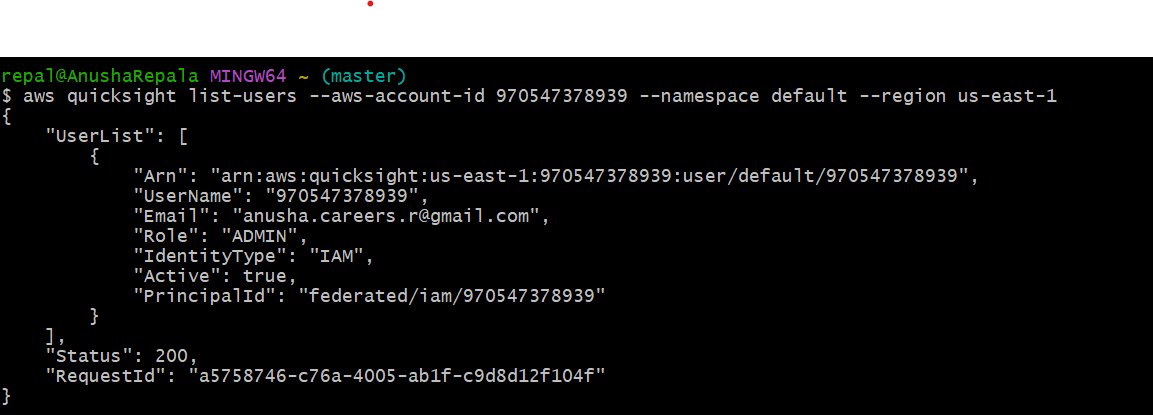 repal@AnushaRepala MINGW64 ~ (master)
$ aws quicksight list-users --aws-account-id 970547378939 --namespace default --region us-east-1
{
    "UserList": [
        {
            "Arn": "arn:aws:quicksight:us-east-1:970547378939:user/default/970547378939",
            "UserName": "970547378939",
            "Email": "anusha.careers.r@gmail.com",
            "Role": "ADMIN",
            "IdentityType": "IAM",
            "Active": true,
            "PrincipalId": "federated/iam/970547378939"
        }
    ],
    "Status": 200,
    "RequestId": "a5758746-c76a-4005-ab1f-c9d8d12f104f"
}